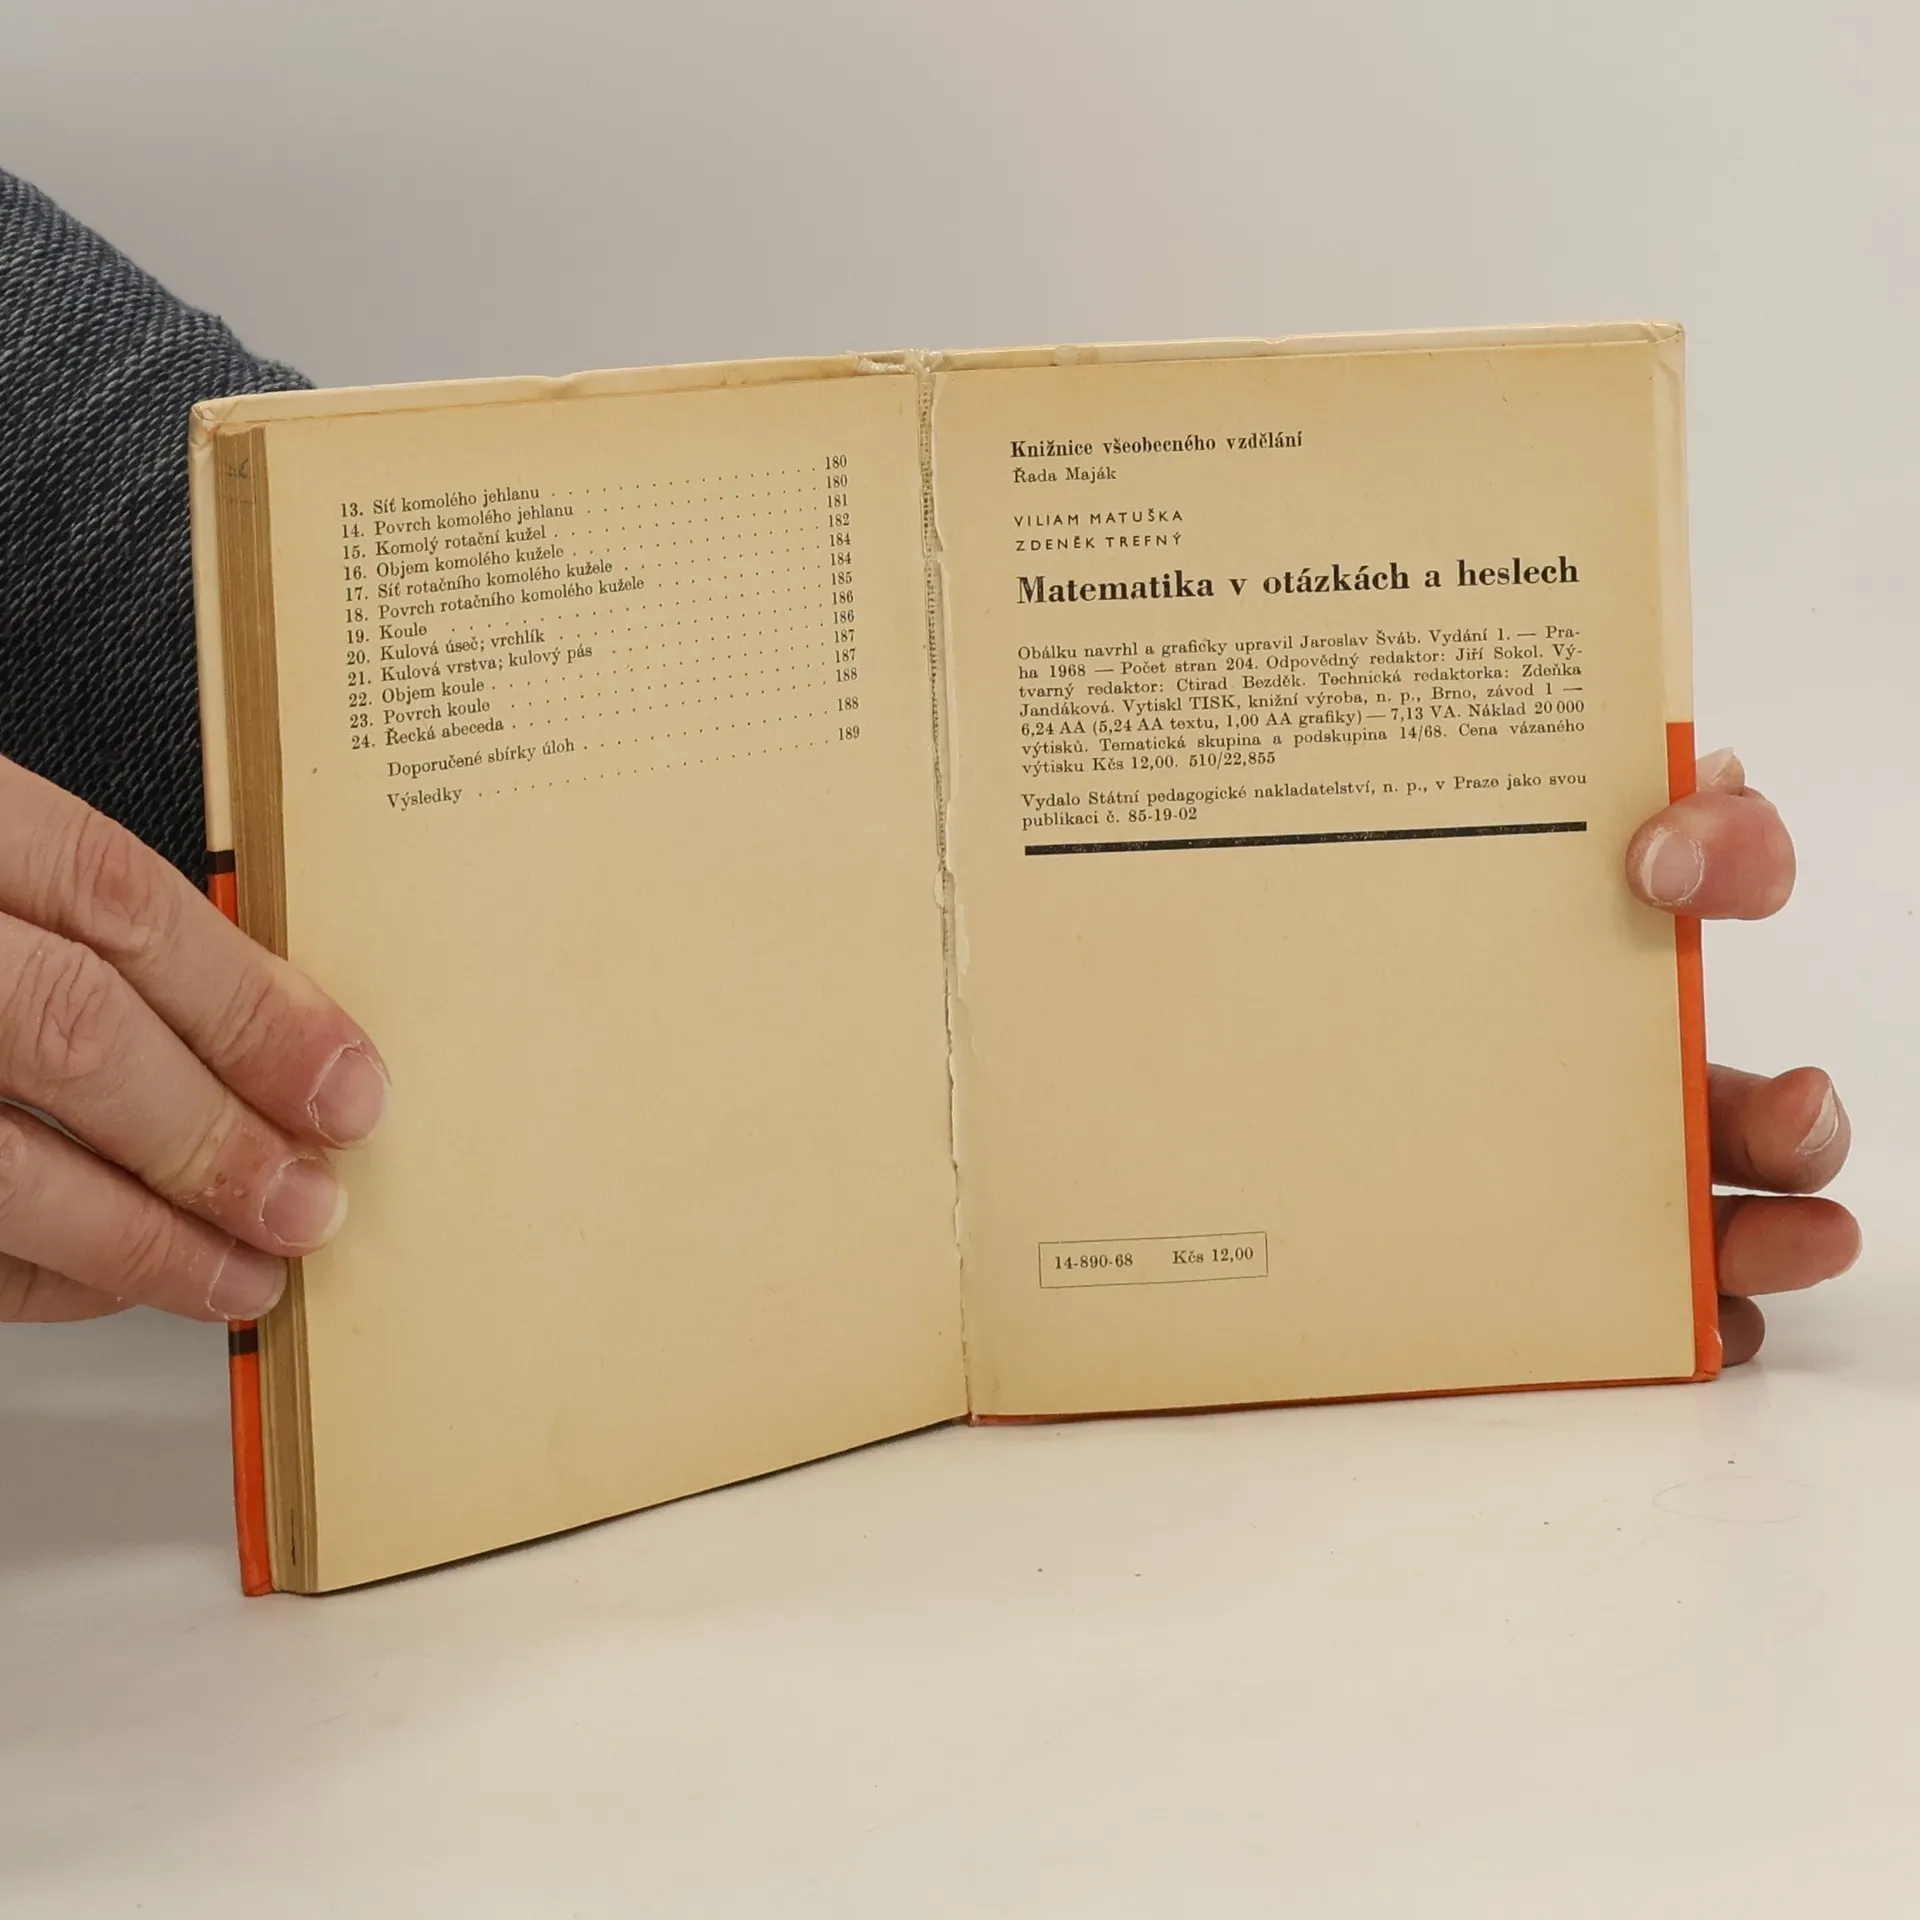 13. Síť komolého jehlanu . . . . . . . . . . . . . . . 180
14. Povrch komolého jehlanu . . . . . . . . . . . . . 180
15. Komolý rotační kužel . . . . . . . . . . . . . . . 181
16. Objem komolého kužele . . . . . . . . . . . . . . 182
17. Síť rotačního komolého kužele . . . . . . . . . . . 184
18. Povrch rotačního komolého kužele . . . . . . . . . 184
19. Koule . . . . . . . . . . . . . . . . . . . . . . 185
20. Kulová úseč; vrchlík . . . . . . . . . . . . . . . 186
21. Kulová vrstva; kulový pás . . . . . . . . . . . . . 186
22. Objem koule . . . . . . . . . . . . . . . . . . . 187
23. Povrch koule . . . . . . . . . . . . . . . . . . . 187
24. Řecká abeceda . . . . . . . . . . . . . . . . . . 188
Doporučené sbírky úloh . . . . . . . . . . . . . . 188
Výsledky . . . . . . . . . . . . . . . . . . . . . 189
Knižnice všeobecného vzdělání
Řada Maják
VILIAM MATUŠKA
ZDENĚK TREFNÝ
Matematika v otázkách a heslech
Obálku navrhl a graficky upravil Jaroslav Šváb. Vydání 1. — Pra-
ha 1968 — Počet stran 204. Odpovědný redaktor: Jiří Sokol. Vý-
tvarný redaktor: Ctirad Bezděk. Technická redaktorka: Zdeňka
Jandáková. Vytiskl TISK, knižní výroba, n. p., Brno, závod 1 —
6,24 AA (5,24 AA textu, 1,00 AA grafiky) — 7,13 VA. Náklad 20 000
výtisků. Tematická skupina a podskupina 14/68. Cena vázaného
výtisku Kčs 12,00. 510/22,855
Vydalo Státní pedagogické nakladatelství, n. p., v Praze jako svou
publikaci č. 85-19-02
14-890-68 Kčs 12,00